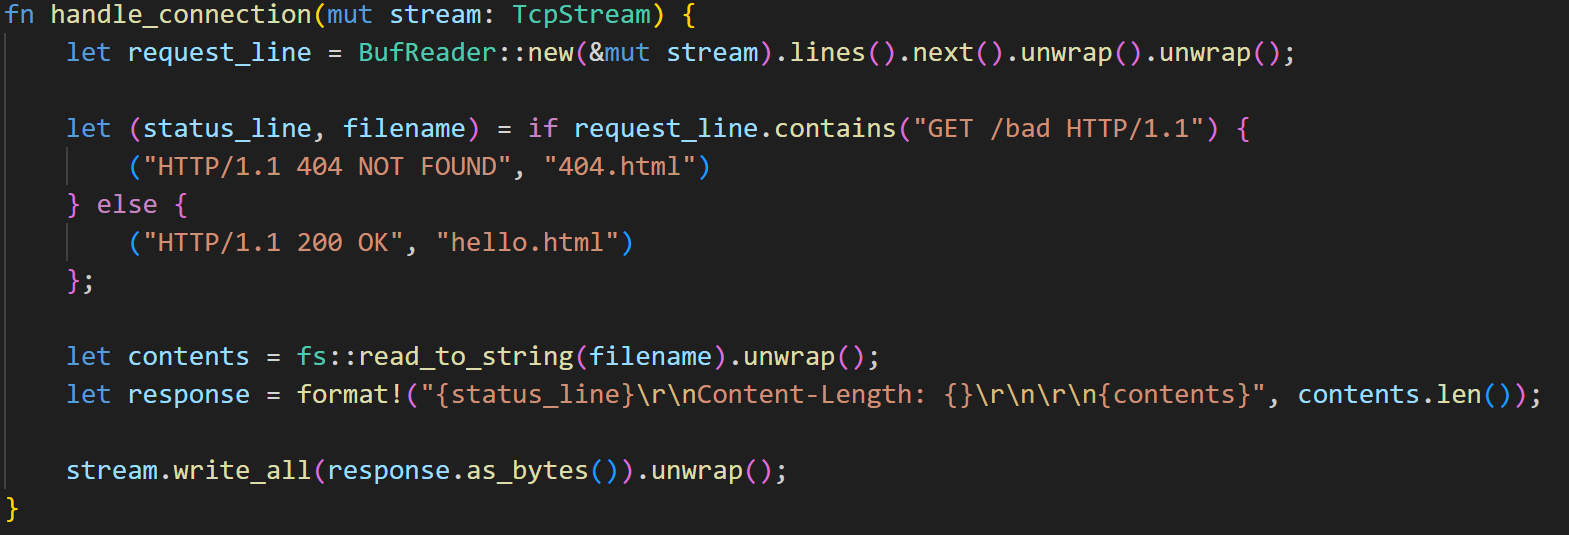 fn handle_connection(mut stream: TcpStream) {
    let request_line = BufReader::new(&mut stream).lines().next().unwrap().unwrap();

    let (status_line, filename) = if request_line.contains("GET /bad HTTP/1.1") {
        ("HTTP/1.1 404 NOT FOUND", "404.html")
    } else {
        ("HTTP/1.1 200 OK", "hello.html")
    };

    let contents = fs::read_to_string(filename).unwrap();
    let response = format!("{status_line}\r\nContent-Length: {}\r\n\r\n{contents}", contents.len());

    stream.write_all(response.as_bytes()).unwrap();
}